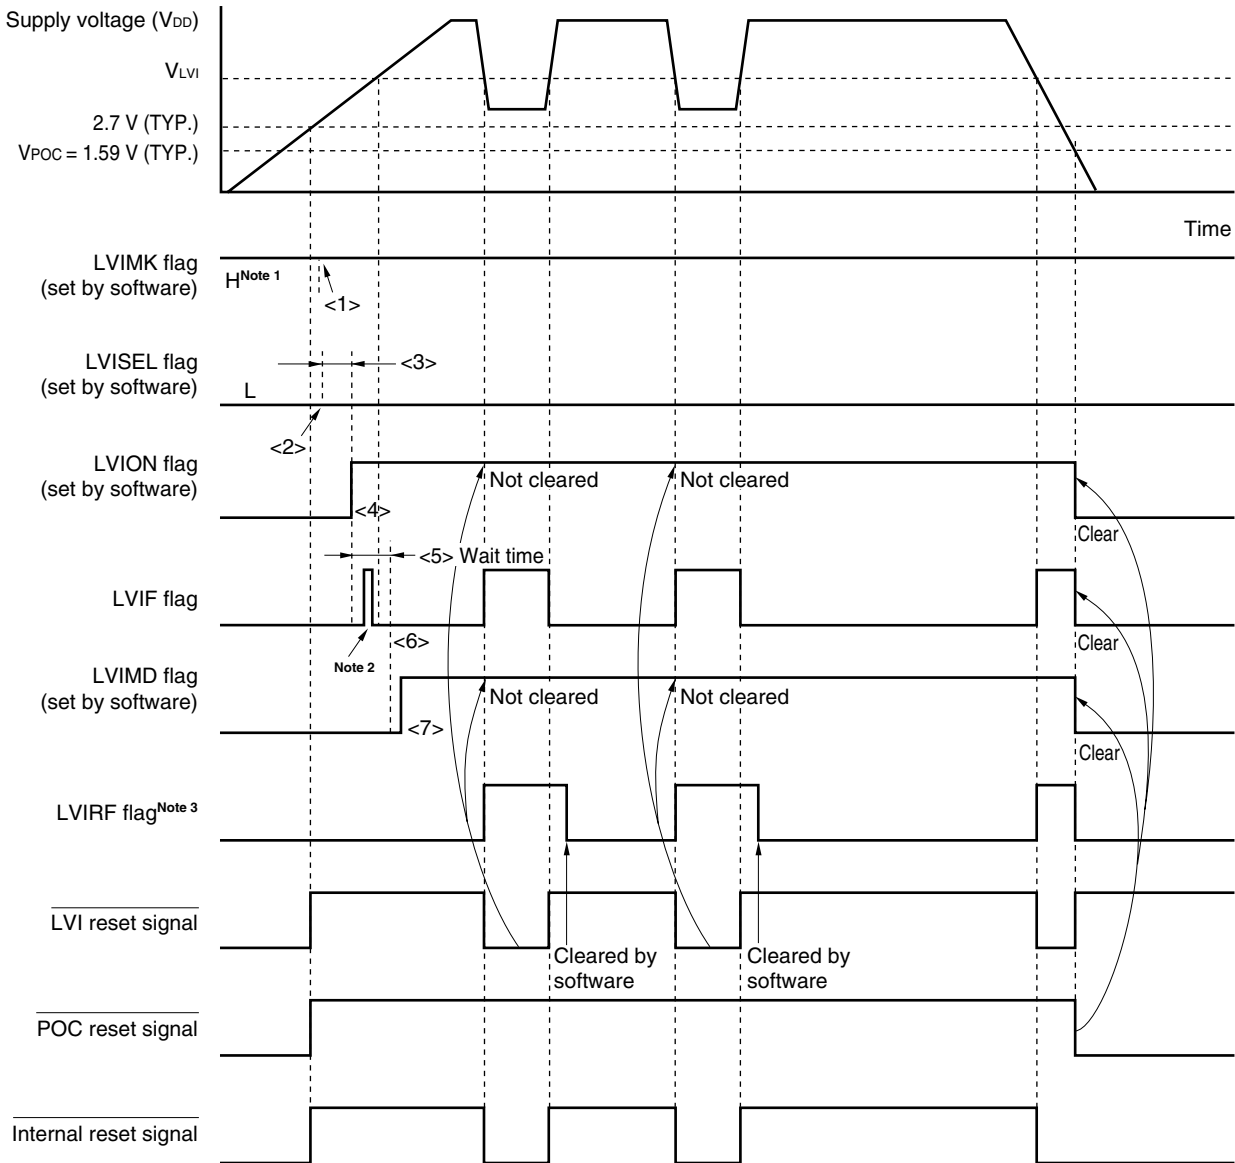 Supply voltage (VDD)
VLVI
2.7 V (TYP.)
VPOC = 1.59 V (TYP.)
Time
LVIMK flag
(set by software)
H Note 1
<1>
LVISEL flag
(set by software)
<3>
L
<2>
LVION flag
(set by software)
Not cleared
Not cleared
<4>
Clear
<5> Wait time
LVIF flag
<6>
Note 2
Clear
LVIMD flag
(set by software)
Not cleared
Not cleared
<7>
Clear
LVIRF flag Note 3
LVI reset signal
Cleared by
software
Cleared by
software
POC reset signal
Internal reset signal